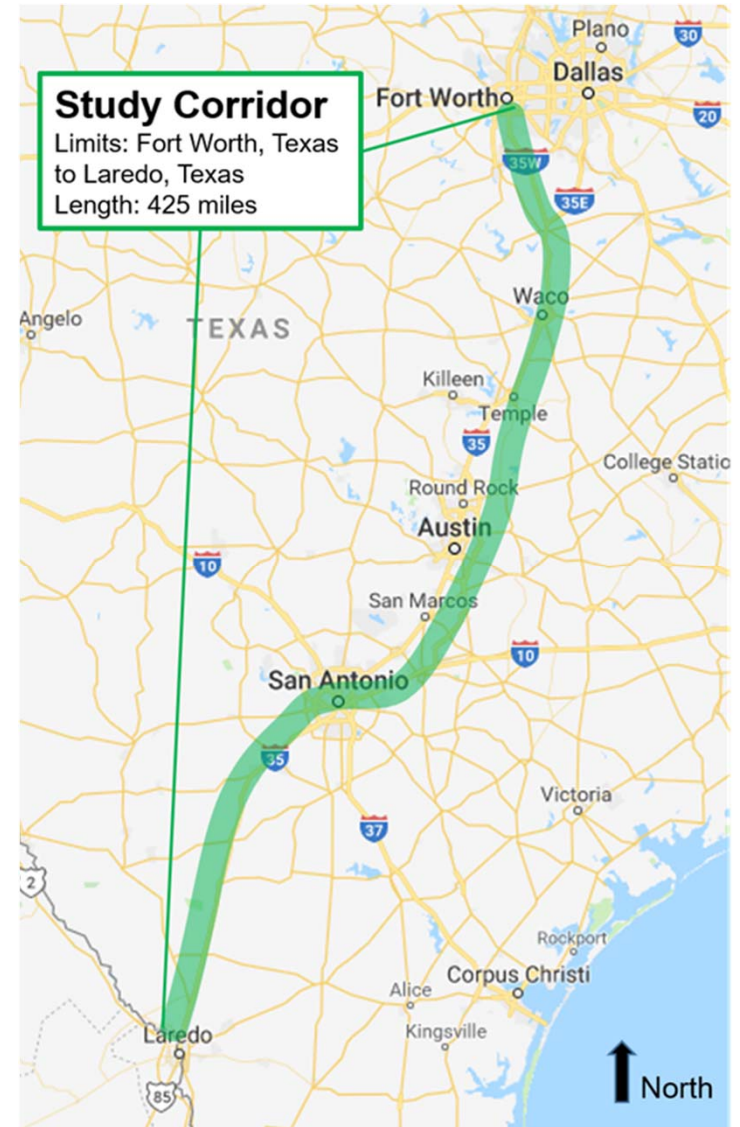 Plano
30
Dallas
Study Corridor
Limits: Fort Worth, Texas
to Laredo, Texas
Length: 425 miles
Fort Worth
20
35W
35E
Waco
Angelo
TEXAS
Killeen
Temple
35
College Statio
Round Rock
Austin
10
San Marcos
10
San Antonio
35
Victoria
37
2
Rockport
Corpus Christi
Alice
Kingsville
Laredo
85
North